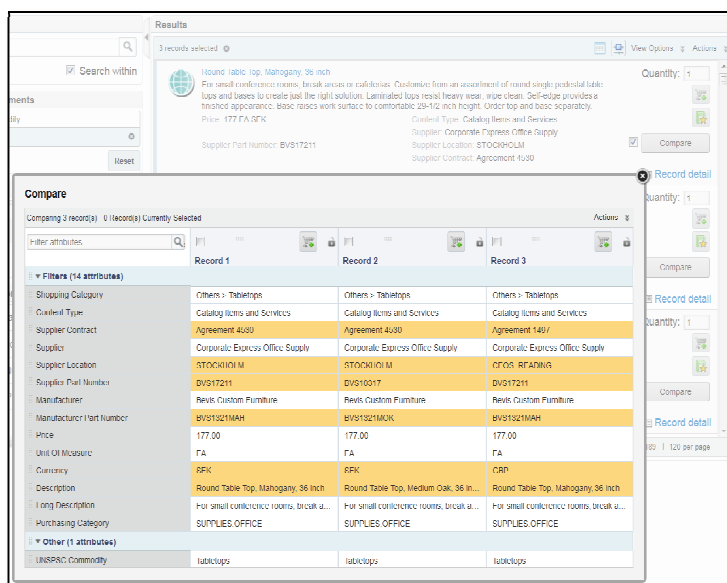 Results
3 records selected
View Options
Actions
Search within
ments
Reset
Round Table Top, Mahogany, 36 inch
For small conference rooms, break areas or cafeterias. Customize from an assortment of round single pedestal table
tops and bases to create just the right solution. Laminated tops resist heavy wear, wipe clean. Self-edge provides a
finished appearance. Base raises work surface to comfortable 29-1/2 inch height. Order top and base separately.
Price: 177 EA SEK
Content Type: Catalog Items and Services
Supplier: Corporate Express Office Supply
Supplier Part Number: BVS17211
Supplier Location: STOCKHOLM
Supplier Contract: Agreement 4530
Quantity: 1
Compare
Record detail
Quantity: 1
Compare
Record detail
Quantity: 1
Compare
Record detail
120 per page
Compare
Comparing 3 record(s) 0 Record(s) Currently Selected
Actions
Filter attributes
Record 1 Record 2 Record 3
Filters (14 attributes)
Shopping Category Others > Tabletops Others > Tabletops Others > Tabletops
Content Type Catalog Items and Services Catalog Items and Services Catalog Items and Services
Supplier Contract Agreement 4530 Agreement 4530 Agreement 1497
Supplier Corporate Express Office Supply Corporate Express Office Supply Corporate Express Office Supply
Supplier Location STOCKHOLM STOCKHOLM CEOS_READING
Supplier Part Number BVS17211 BVS10317 BVS17211
Manufacturer Bevis Custom Furniture Bevis Custom Furniture Bevis Custom Furniture
Manufacturer Part Number BVS1321MAH BVS1321MOK BVS1321MAH
Price 177.00 177.00 177.00
Unit Of Measure EA EA EA
Currency SEK SEK GBP
Description Round Table Top, Mahogany, 36 inch Round Table Top, Medium Oak, 36 in... Round Table Top, Mahogany, 36 inch
Long Description For small conference rooms, break a... For small conference rooms, break a... For small conference rooms, break a...
Purchasing Category SUPPLIES.OFFICE SUPPLIES.OFFICE SUPPLIES.OFFICE
Other (1 attributes)
UNSPSC Commodity Tabletops Tabletops Tabletops